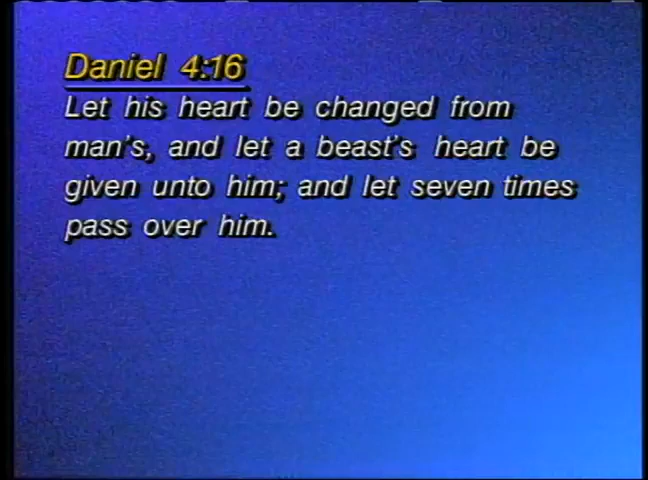 Daniel 4:16
Let his heart be changed from
man's, and let a beast's heart be
given unto him; and let seven times
pass over him.